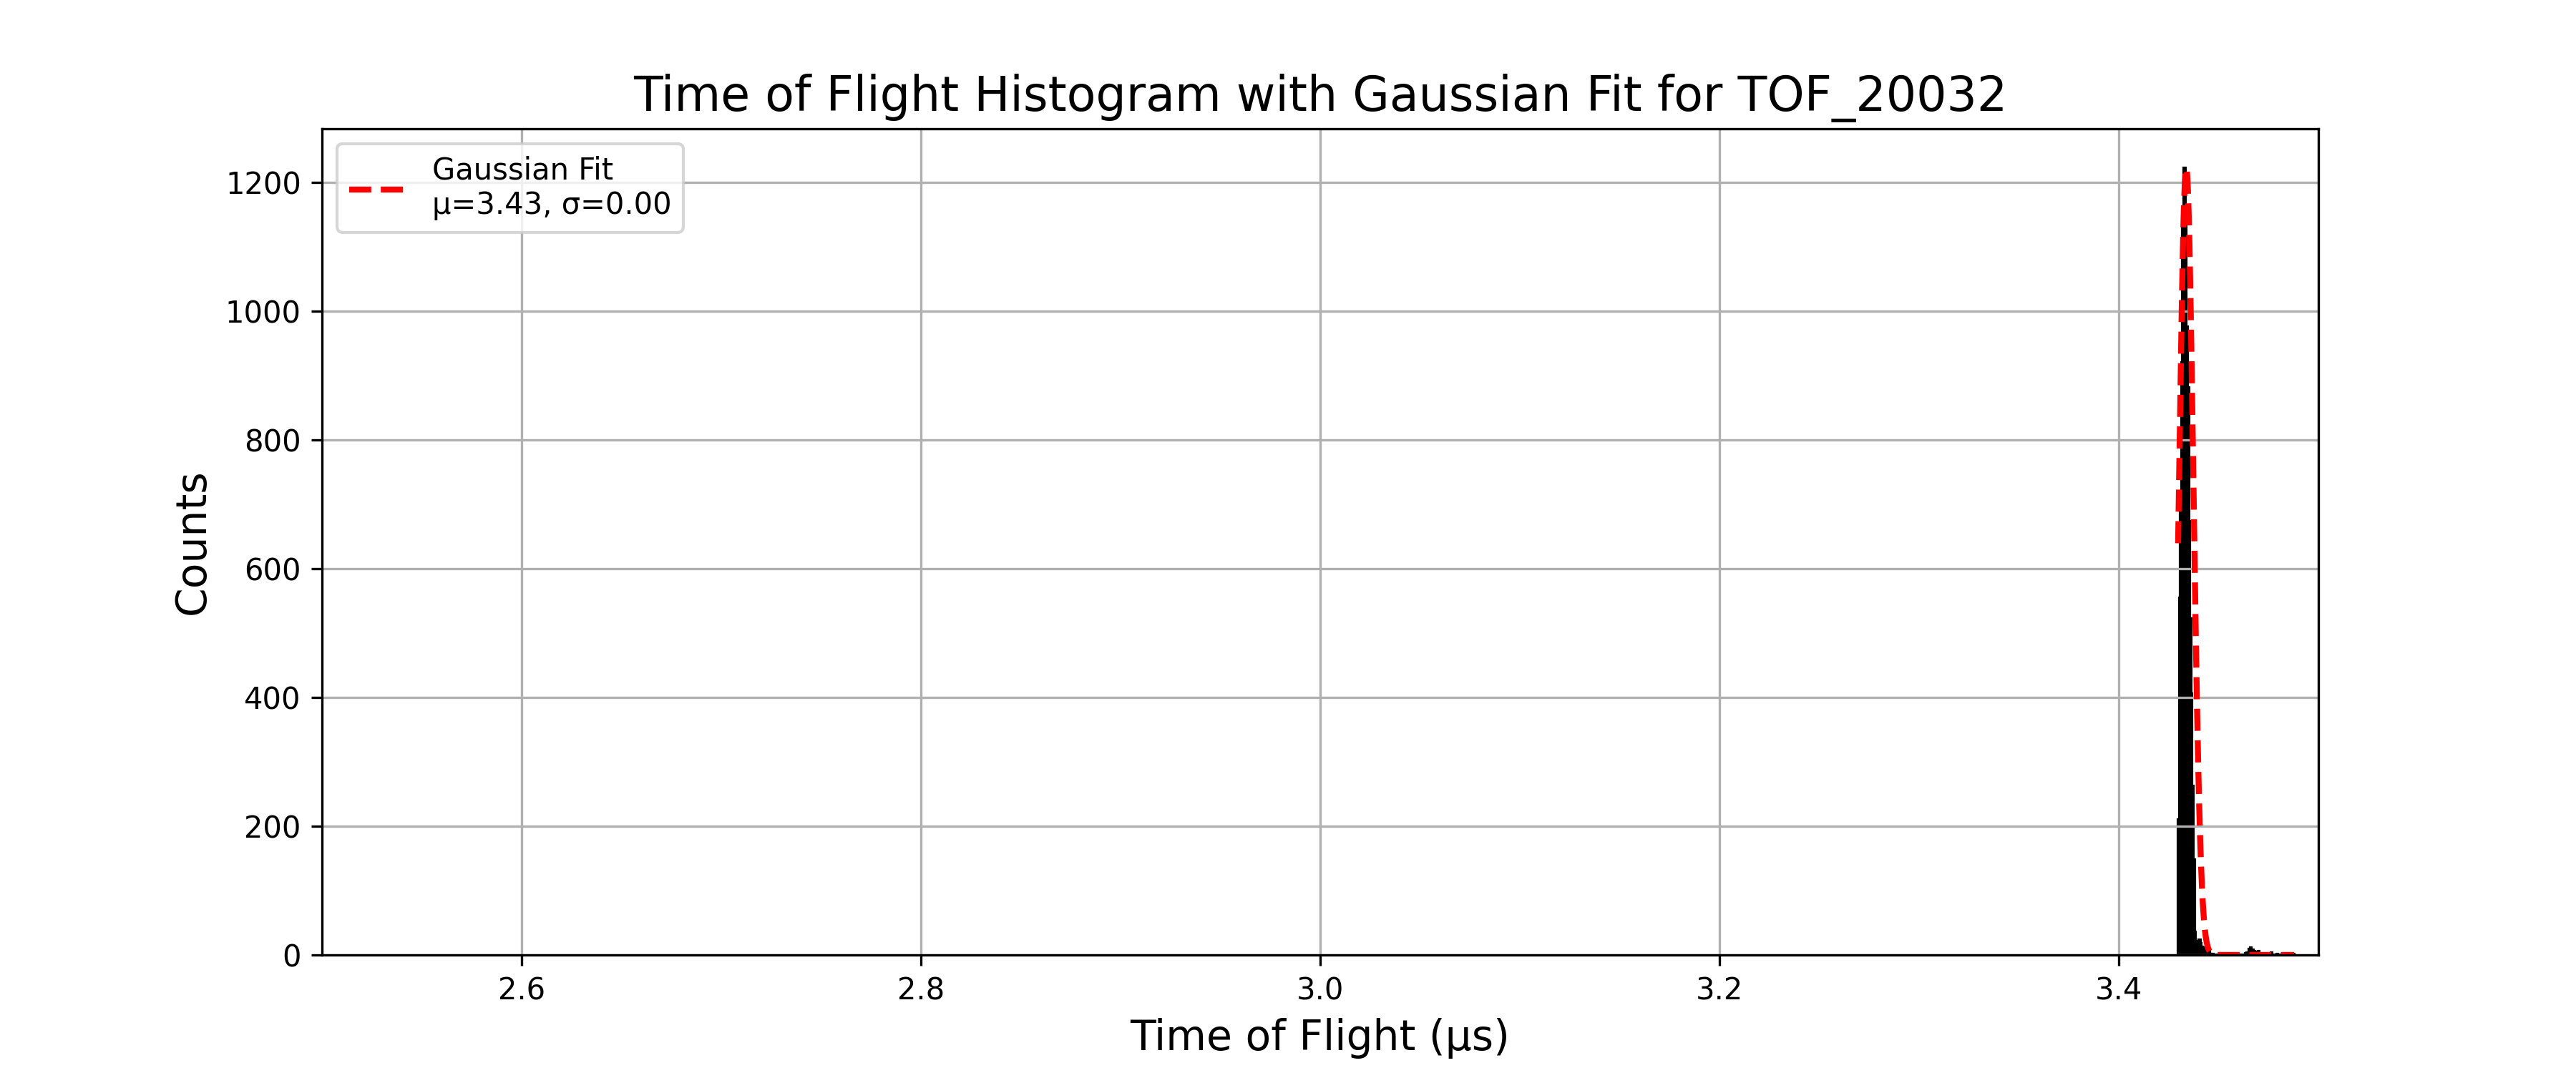 Time of Flight Histogram with Gaussian Fit for TOF_20032
Gaussian Fit
μ=3.43, σ=0.00
1200
1000
800
600
400
200
0
Counts
2.6
2.8
3.0
3.2
3.4
Time of Flight (μs)